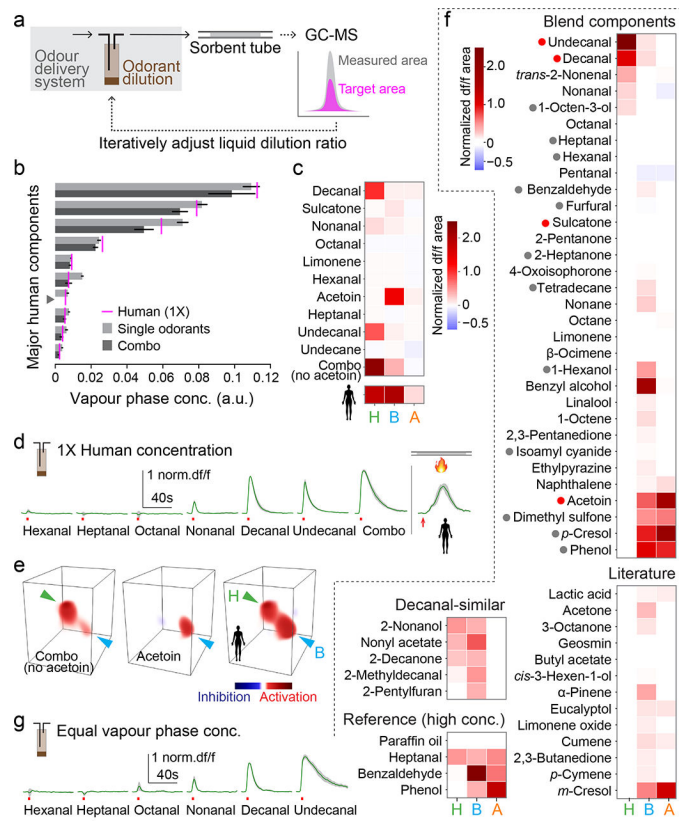 a
Odour
delivery
system
Odorant
dilution
Sorbent tube
GC-MS
Measured area
Target area
Iteratively adjust liquid dilution ratio
b
Major human components
Human (1X)
Single odorants
Combo
0
0.02
0.04
0.06
0.08
0.1
0.12
Vapour phase conc. (a.u.)
c
Decanal
Sulcatone
Nonanal
Octanal
Limonene
Hexanal
Acetoin
Heptanal
Undecanal
Undecane
Combo
(no acetoin)
H
B
A
2.0
1.0
0
-0.5
Normalized df/f area
d
1X Human concentration
1 norm.df/f
40s
Hexanal
Heptanal
Octanal
Nonanal
Decanal
Undecanal
Combo
e
Combo
(no acetoin)
Acetoin
H
B
Inhibition
Activation
g
Equal vapour phase conc.
1 norm.df/f
40s
Hexanal
Heptanal
Octanal
Nonanal
Decanal
Undecanal
f
2.0
1.0
0
-0.7
Normalized df/f area
Blend components
Undecanal
Decanal
trans-2-Nonenal
Nonanal
1-Octen-3-ol
Octanal
Heptanal
Hexanal
Pentanal
Benzaldehyde
Furfural
Sulcatone
2-Pentanone
2-Heptanone
4-Oxoisophorone
Tetradecane
Nonane
Octane
Limonene
β-Ocimene
1-Hexanol
Benzyl alcohol
Linalool
1-Octene
2,3-Pentanedione
Isoamyl cyanide
Ethylpyrazine
Naphthalene
Acetoin
Dimethyl sulfone
p-Cresol
Phenol
Decanal-similar
2-Nonanol
Nonyl acetate
2-Decanone
2-Methyldecanal
2-Pentylfuran
Reference (high conc.)
Paraffin oil
Heptanal
Benzaldehyde
Phenol
H
B
A
Literature
Lactic acid
Acetone
3-Octanone
Geosmin
Butyl acetate
cis-3-Hexen-1-ol
α-Pinene
Eucalyptol
Limonene oxide
Cumene
2,3-Butanedione
p-Cymene
m-Cresol
H
B
A